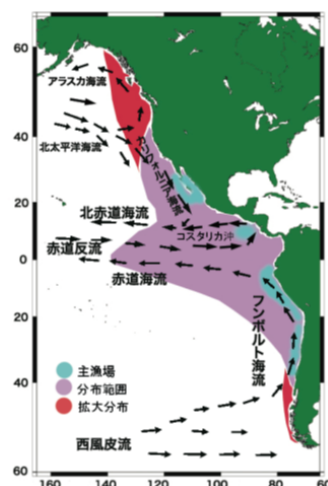 60
アラスカ海流
40
北太平洋海流
カリフォルニア海流
20
北赤道海流
コスタリカ沖
赤道反流
0
赤道海流
フンボルト海流
20
主漁場
分布範囲
40
拡大分布
西風皮流
60
160 140 120 100 80 60